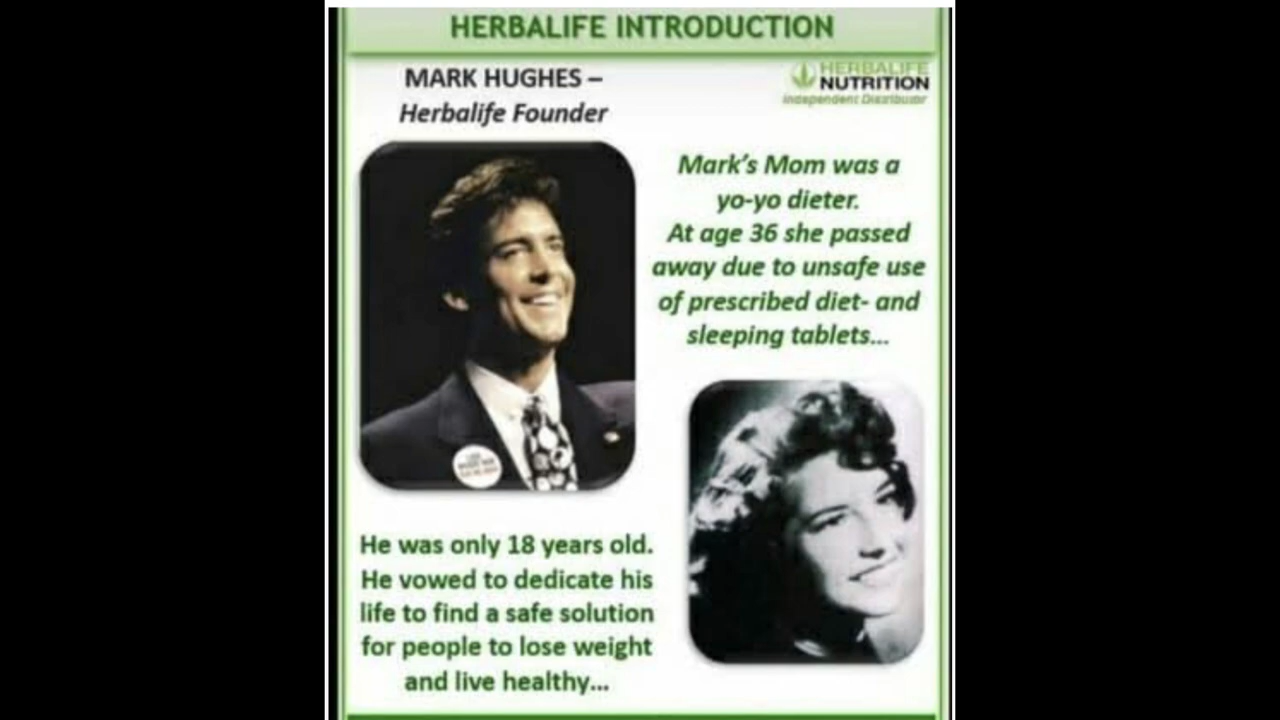 HERBALIFE INTRODUCTION
MARK HUGHES –
Herbalife Founder
HERBALIFE
NUTRITION
Independent Distributor
Mark's Mom was a
yo-yo dieter.
At age 36 she passed
away due to unsafe use
of prescribed diet- and
sleeping tablets...
He was only 18 years old.
He vowed to dedicate his
life to find a safe solution
for people to lose weight
and live healthy...